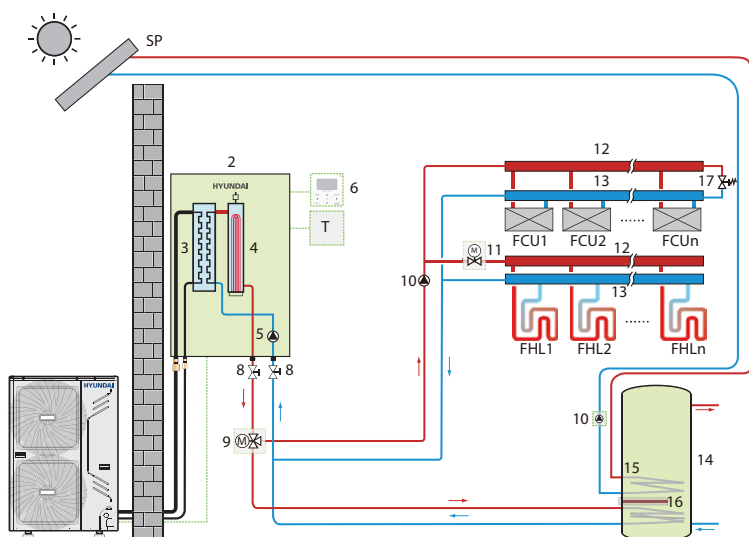 SP
2
12
HYUNDAI
6
13
17
T
3
4
FCU1
FCU2
......
FCUn
M
11
12
10
13
5
......
FHL1
FHL2
FHLn
8
8
HYUNDAI
10
9
M
15
14
16